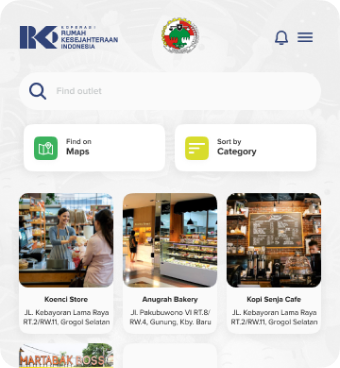 KOPERASI
RUMAH
KESEJAHTERAAN
INDONESIA
Find outlet
Find on
Maps
Sort by
Category
Koenci Store
JL. Kebayoran Lama Raya
RT.2/RW.11, Grogol Selatan
Anugrah Bakery
Jl. Pakubuwono VI RT.8/
RW.4, Gunung, Kby. Baru
Kopi Senja Cafe
JL. Kebayoran Lama Raya
RT.2/RW.11, Grogol Selatan
MARTABAK BOSS